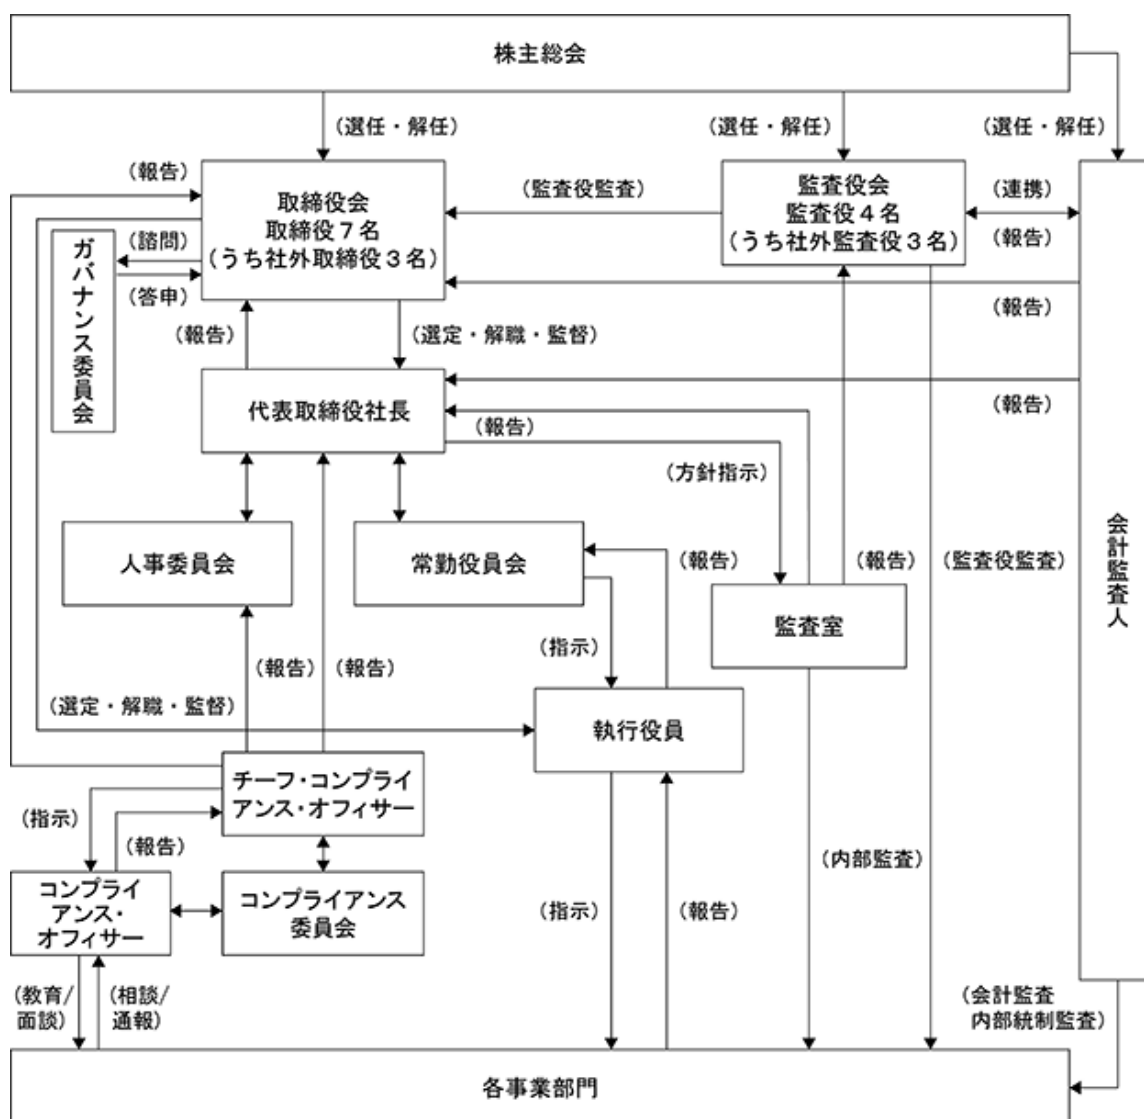 株主総会
(選任・解任)
(選任・解任)
(選任・解任)
(報告)
取締役会
取締役7名
(うち社外取締役3名)
(監査役監査)
監査役会
監査役4名
(うち社外監査役3名)
(連携)
(報告)
ガバナンス委員会
(諮問)
(答申)
(報告)
(報告)
(選定・解職・監督)
代表取締役社長
(報告)
(報告)
(方針指示)
人事委員会
常勤役員会
(報告)
(報告)
(監査役監査)
会計監査人
監査室
(指示)
(報告)
(報告)
(選定・解職・監督)
執行役員
チーフ・コンプライ
アンス・オフィサー
(指示)
(報告)
(内部監査)
コンプライ
アンス・
オフィサー
コンプライアンス
委員会
(指示)
(報告)
(教育/
面談)
(相談/
通報)
(会計監査
内部統制監査)
各事業部門